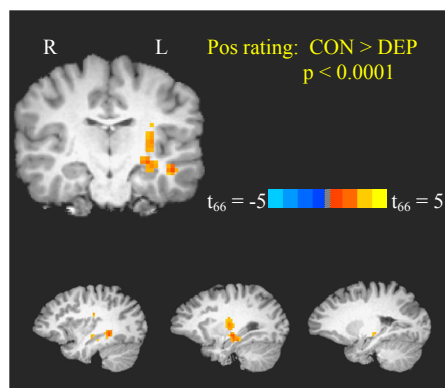 R L
Pos rating: CON > DEP
p < 0.0001
t₆₆ = -5 t₆₆ = 5